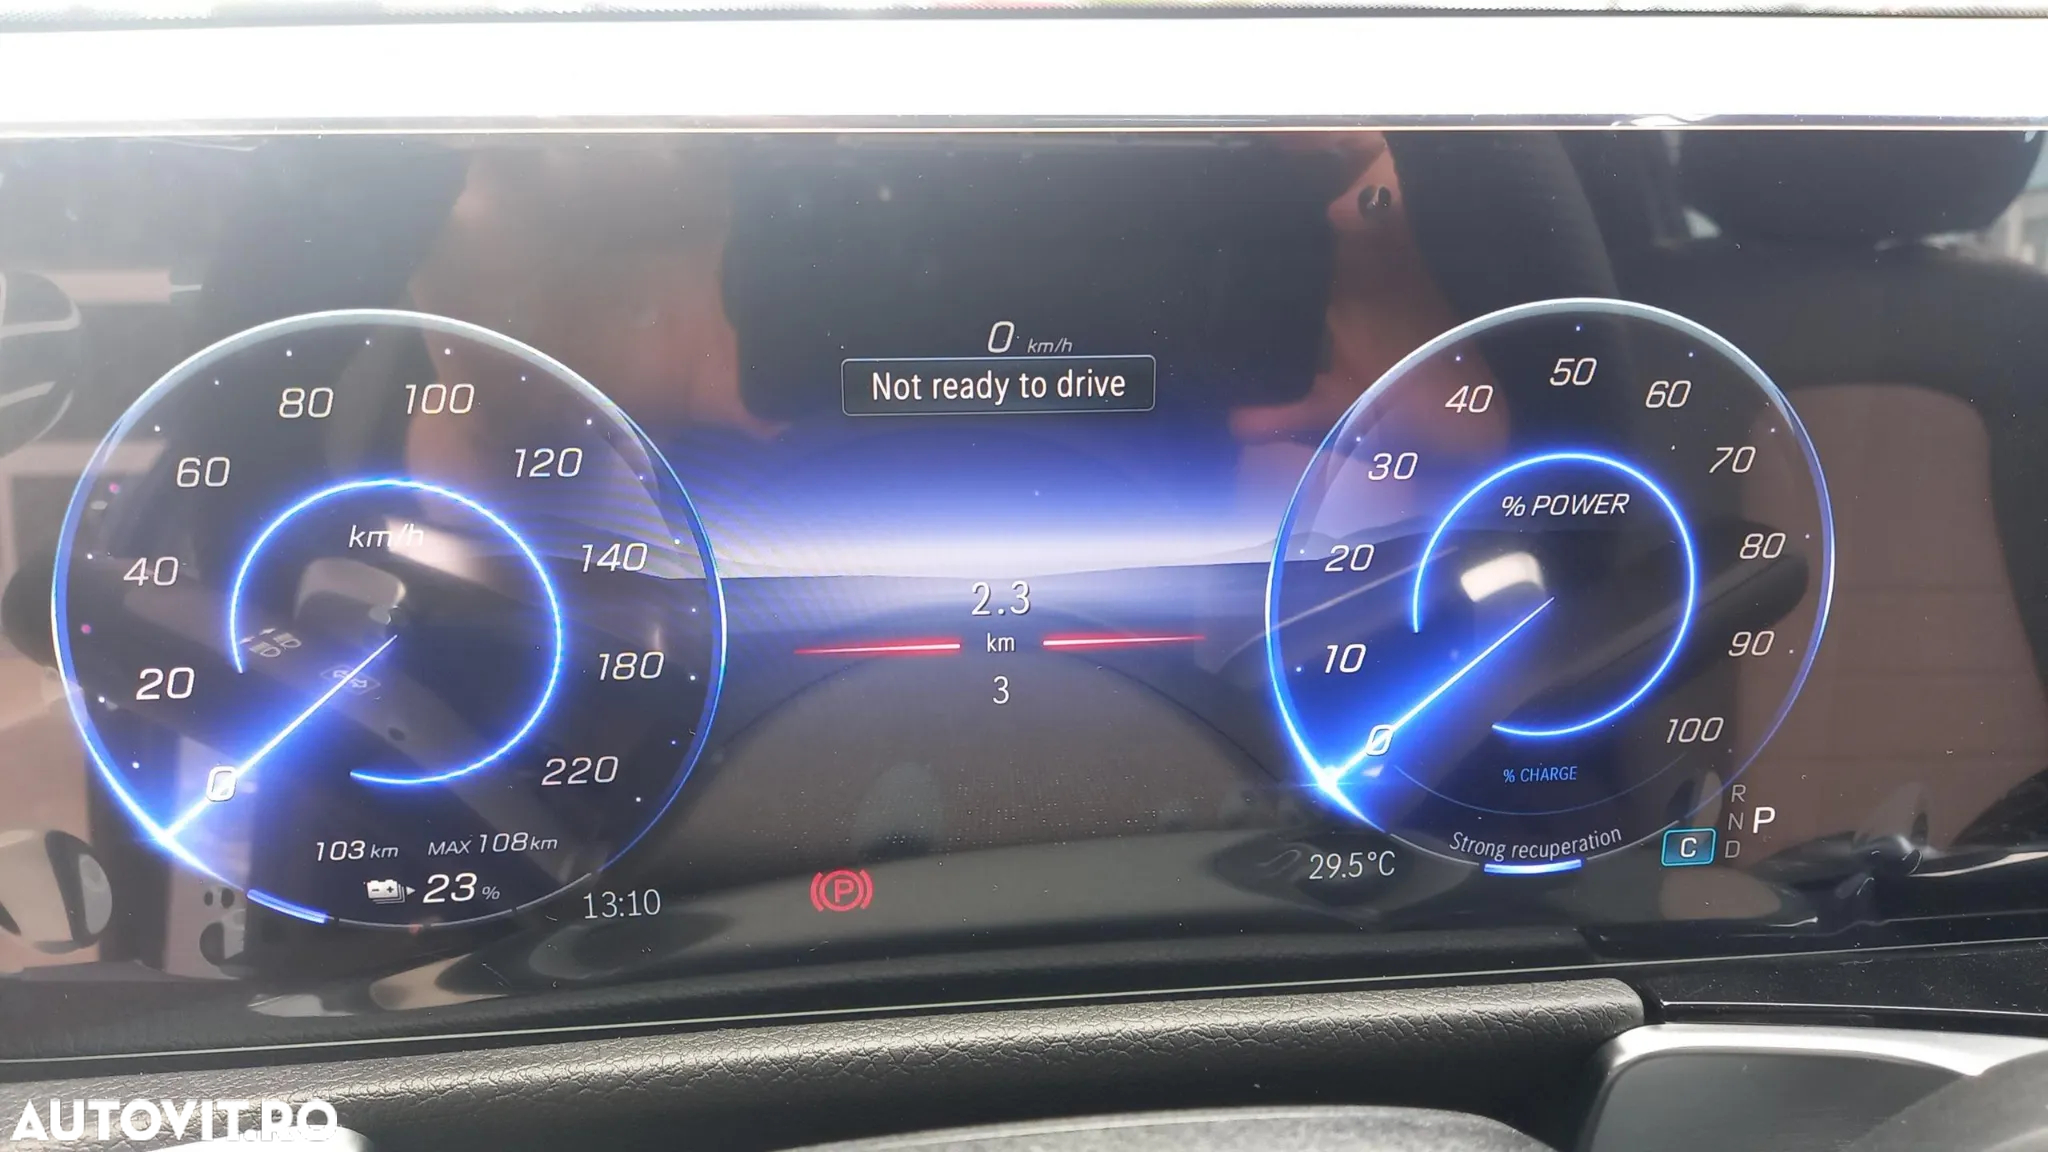 0 km/h
Not ready to drive
80 100
60 120
km/h
40 140
20 180
0 220
103 km MAX 108 km
23 %
13:10
2.3
km
3
50
40 60
30 70
% POWER
20 80
10 90
0 100
% CHARGE
Strong recuperation
29.5°C
R
N P
C D
AUTOVIT.RO